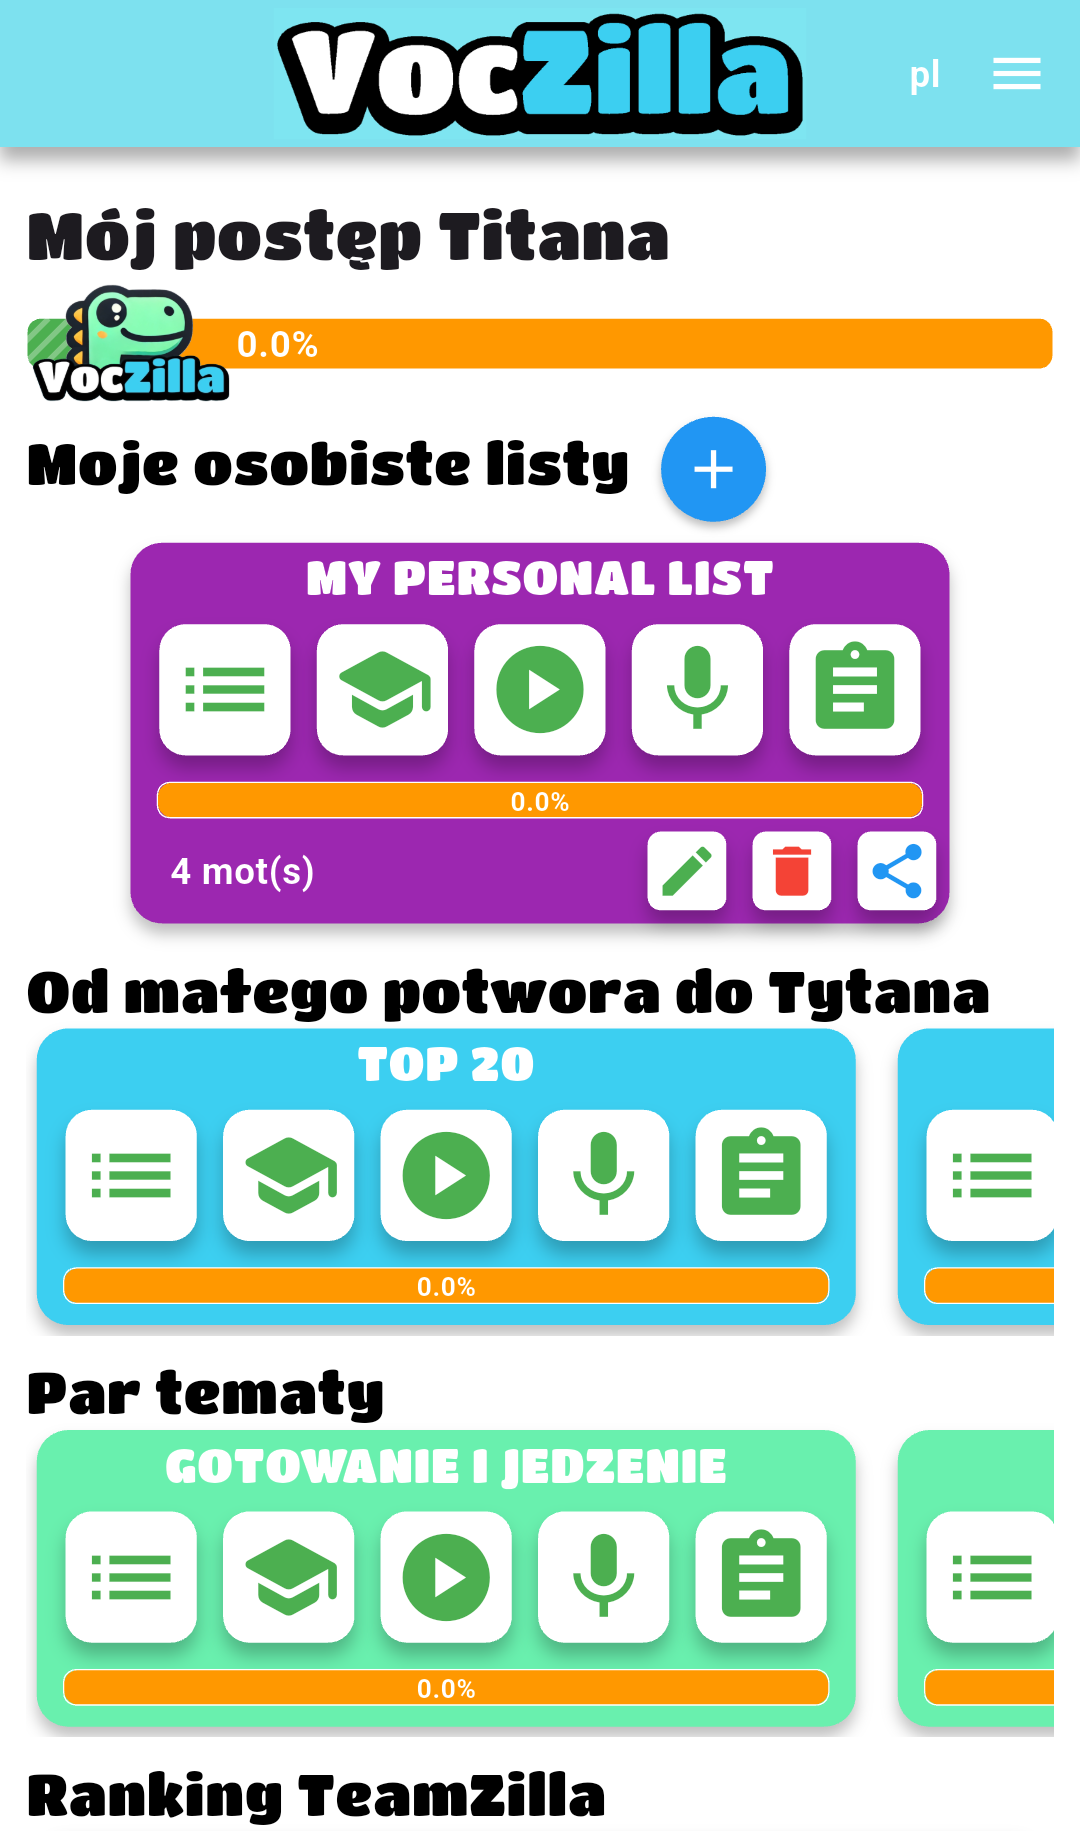 VocZilla
pl
Mój postęp Titana
0.0%
VocZilla
Moje osobiste listy
MY PERSONAL LIST
0.0%
4 mot(s)
Od małego potwora do Tytana
TOP 20
0.0%
Par tematy
GOTOWANIE I JEDZENIE
0.0%
Ranking TeamZilla